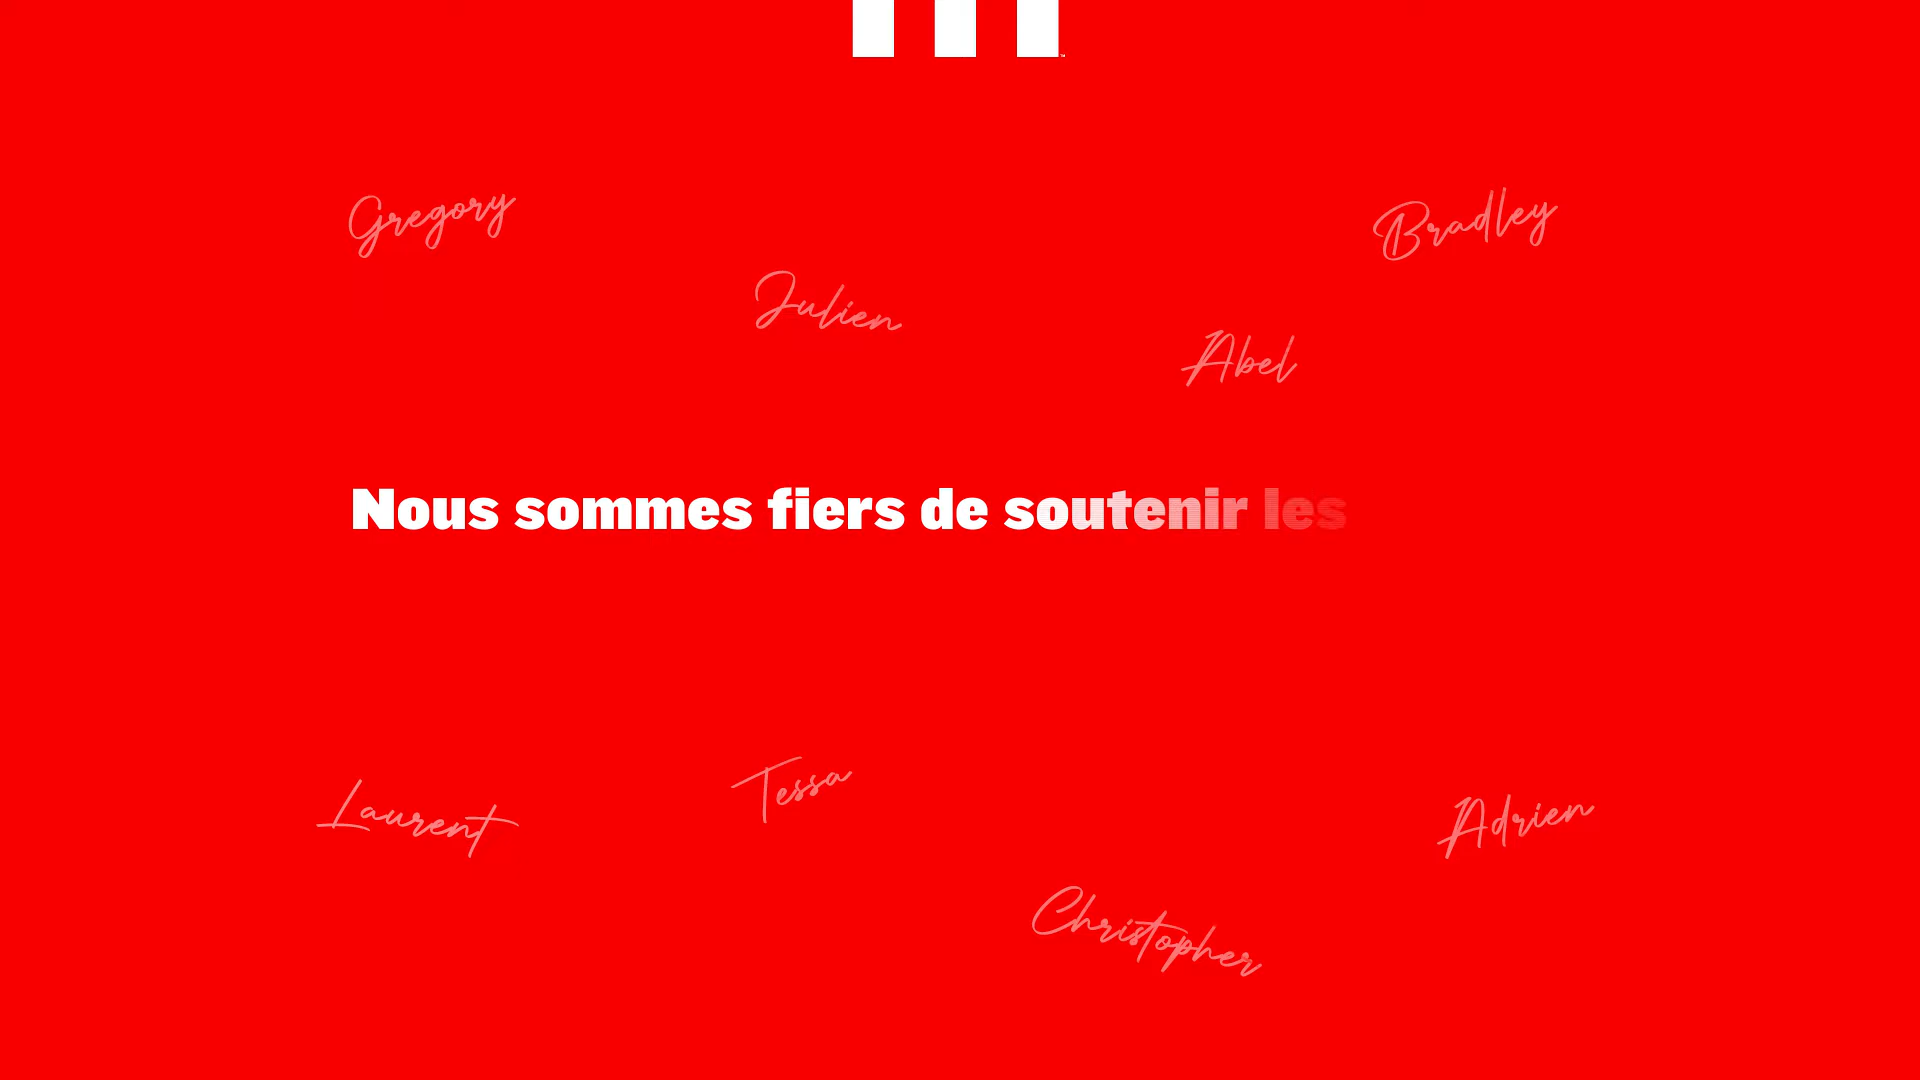 Gregory
Bradley
Julien
Abel
Nous sommes fiers de soutenir les
Tessa
Laurent
Adrien
Christopher